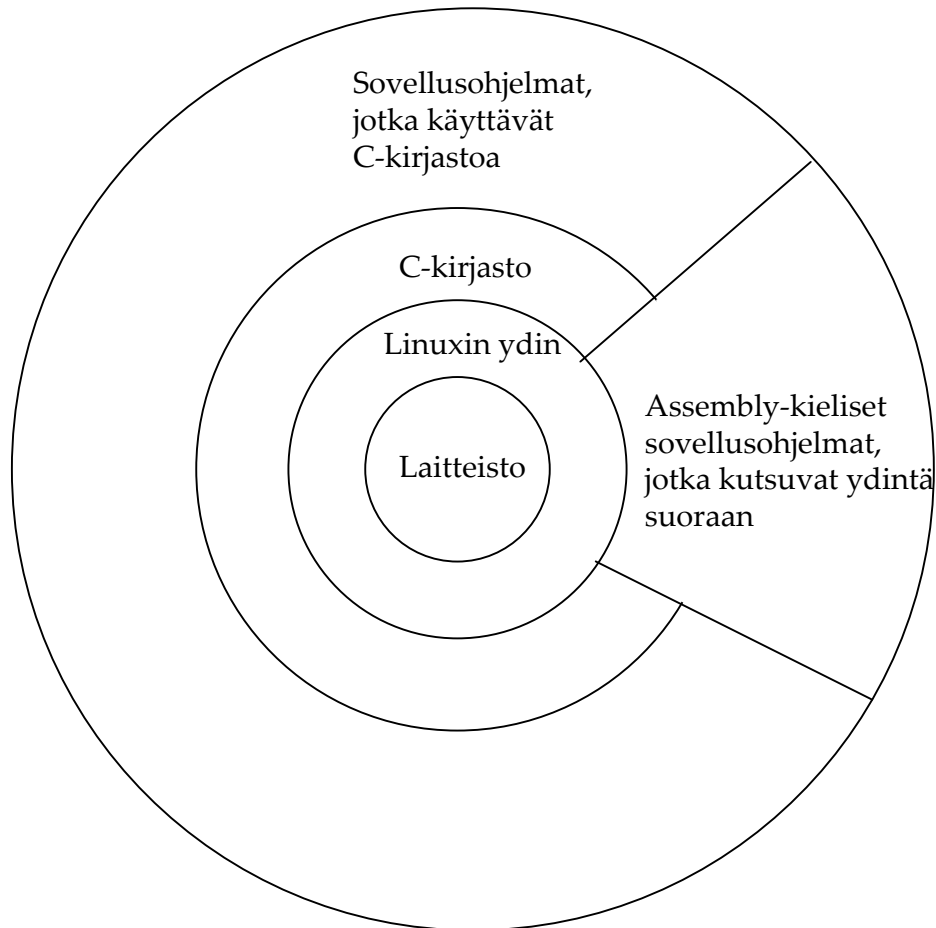 Sovellusohjelmat,
jotka käyttävät
C-kirjastoa
C-kirjasto
Linuxin ydin
Laitteisto
Assembly-kieliset
sovellusohjelmat,
jotka kutsuvat ydintä
suoraan